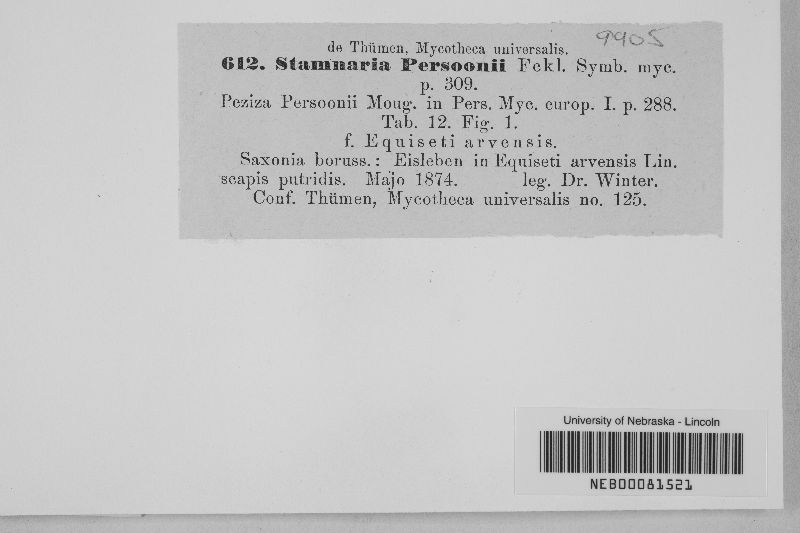 9905
de Thümen, Mycotheca universalis.
612. Stamnaria Persoonii Fckl. Symb. myc.
p. 309.
Peziza Persoonii Moug. in Pers. Myc. europ. I. p. 288.
Tab. 12. Fig. 1.
f. Equiseti arvensis.
Saxonia boruss.: Eisleben in Equiseti arvensis Lin.
scapis putridis. Majo 1874. leg. Dr. Winter.
Conf. Thümen, Mycotheca universalis no. 125.
University of Nebraska - Lincoln
NEB00081521